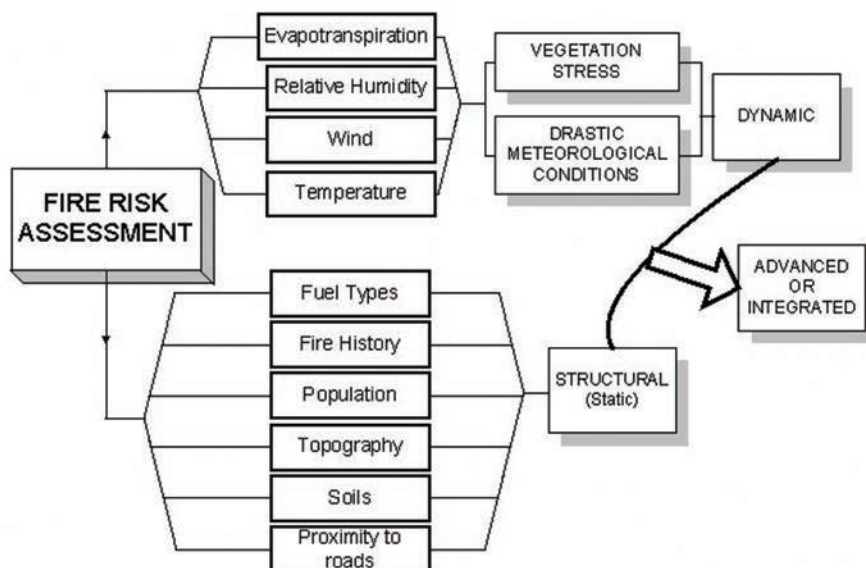 Evapotranspiration
Relative Humidity
Wind
Temperature
VEGETATION
STRESS
DRASTIC
METEOROLOGICAL
CONDITIONS
DYNAMIC
FIRE RISK
ASSESSMENT
ADVANCED
OR
INTEGRATED
Fuel Types
Fire History
Population
Topography
Soils
Proximity to
roads
STRUCTURAL
(Static)